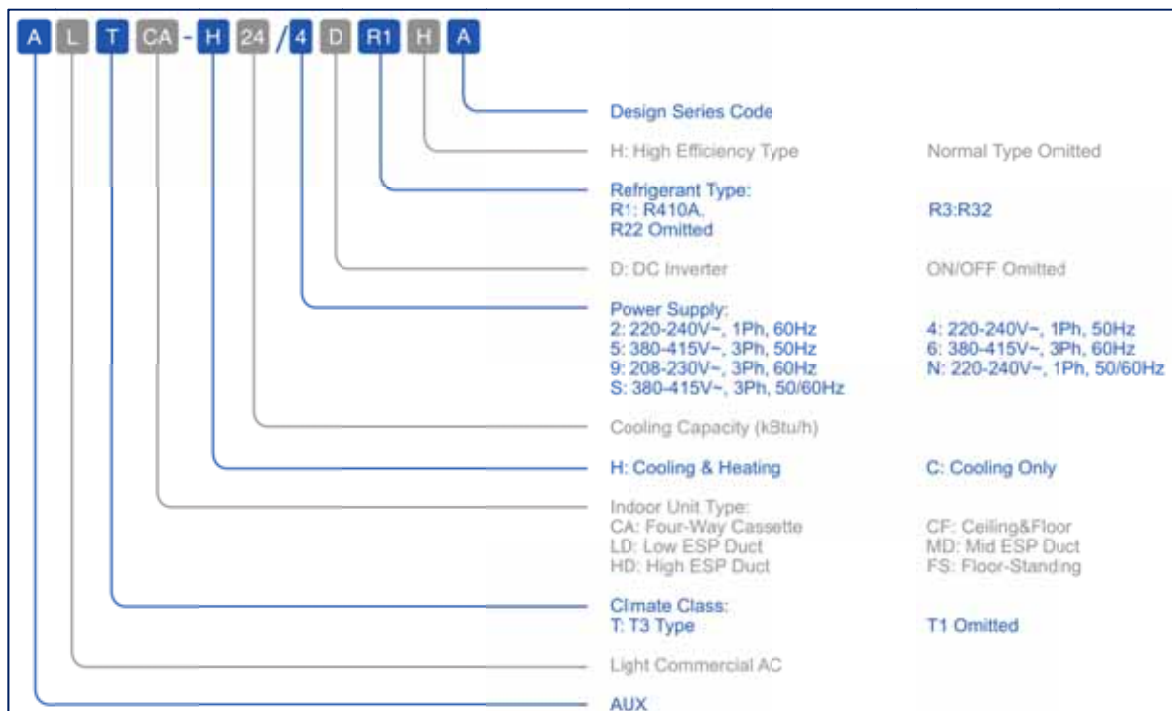 A L T CA - H 24 / 4 D R1 H A
Design Series Code
H: High Efficiency Type Normal Type Omitted
Refrigerant Type:
R1: R410A, R3:R32
R22 Omitted
D: DC Inverter ON/OFF Omitted
Power Supply:
2: 220-240V~, 1Ph, 60Hz 4: 220-240V~, 1Ph, 50Hz
5: 380-415V~, 3Ph, 50Hz 6: 380-415V~, 3Ph, 60Hz
9: 208-230V~, 3Ph, 60Hz N: 220-240V~, 1Ph, 50/60Hz
S: 380-415V~, 3Ph, 50/60Hz
Cooling Capacity (kBtu/h)
H: Cooling & Heating C: Cooling Only
Indoor Unit Type:
CA: Four-Way Cassette CF: Ceiling&Floor
LD: Low ESP Duct MD: Mid ESP Duct
HD: High ESP Duct FS: Floor-Standing
Climate Class:
T: T3 Type T1 Omitted
Light Commercial AC
AUX